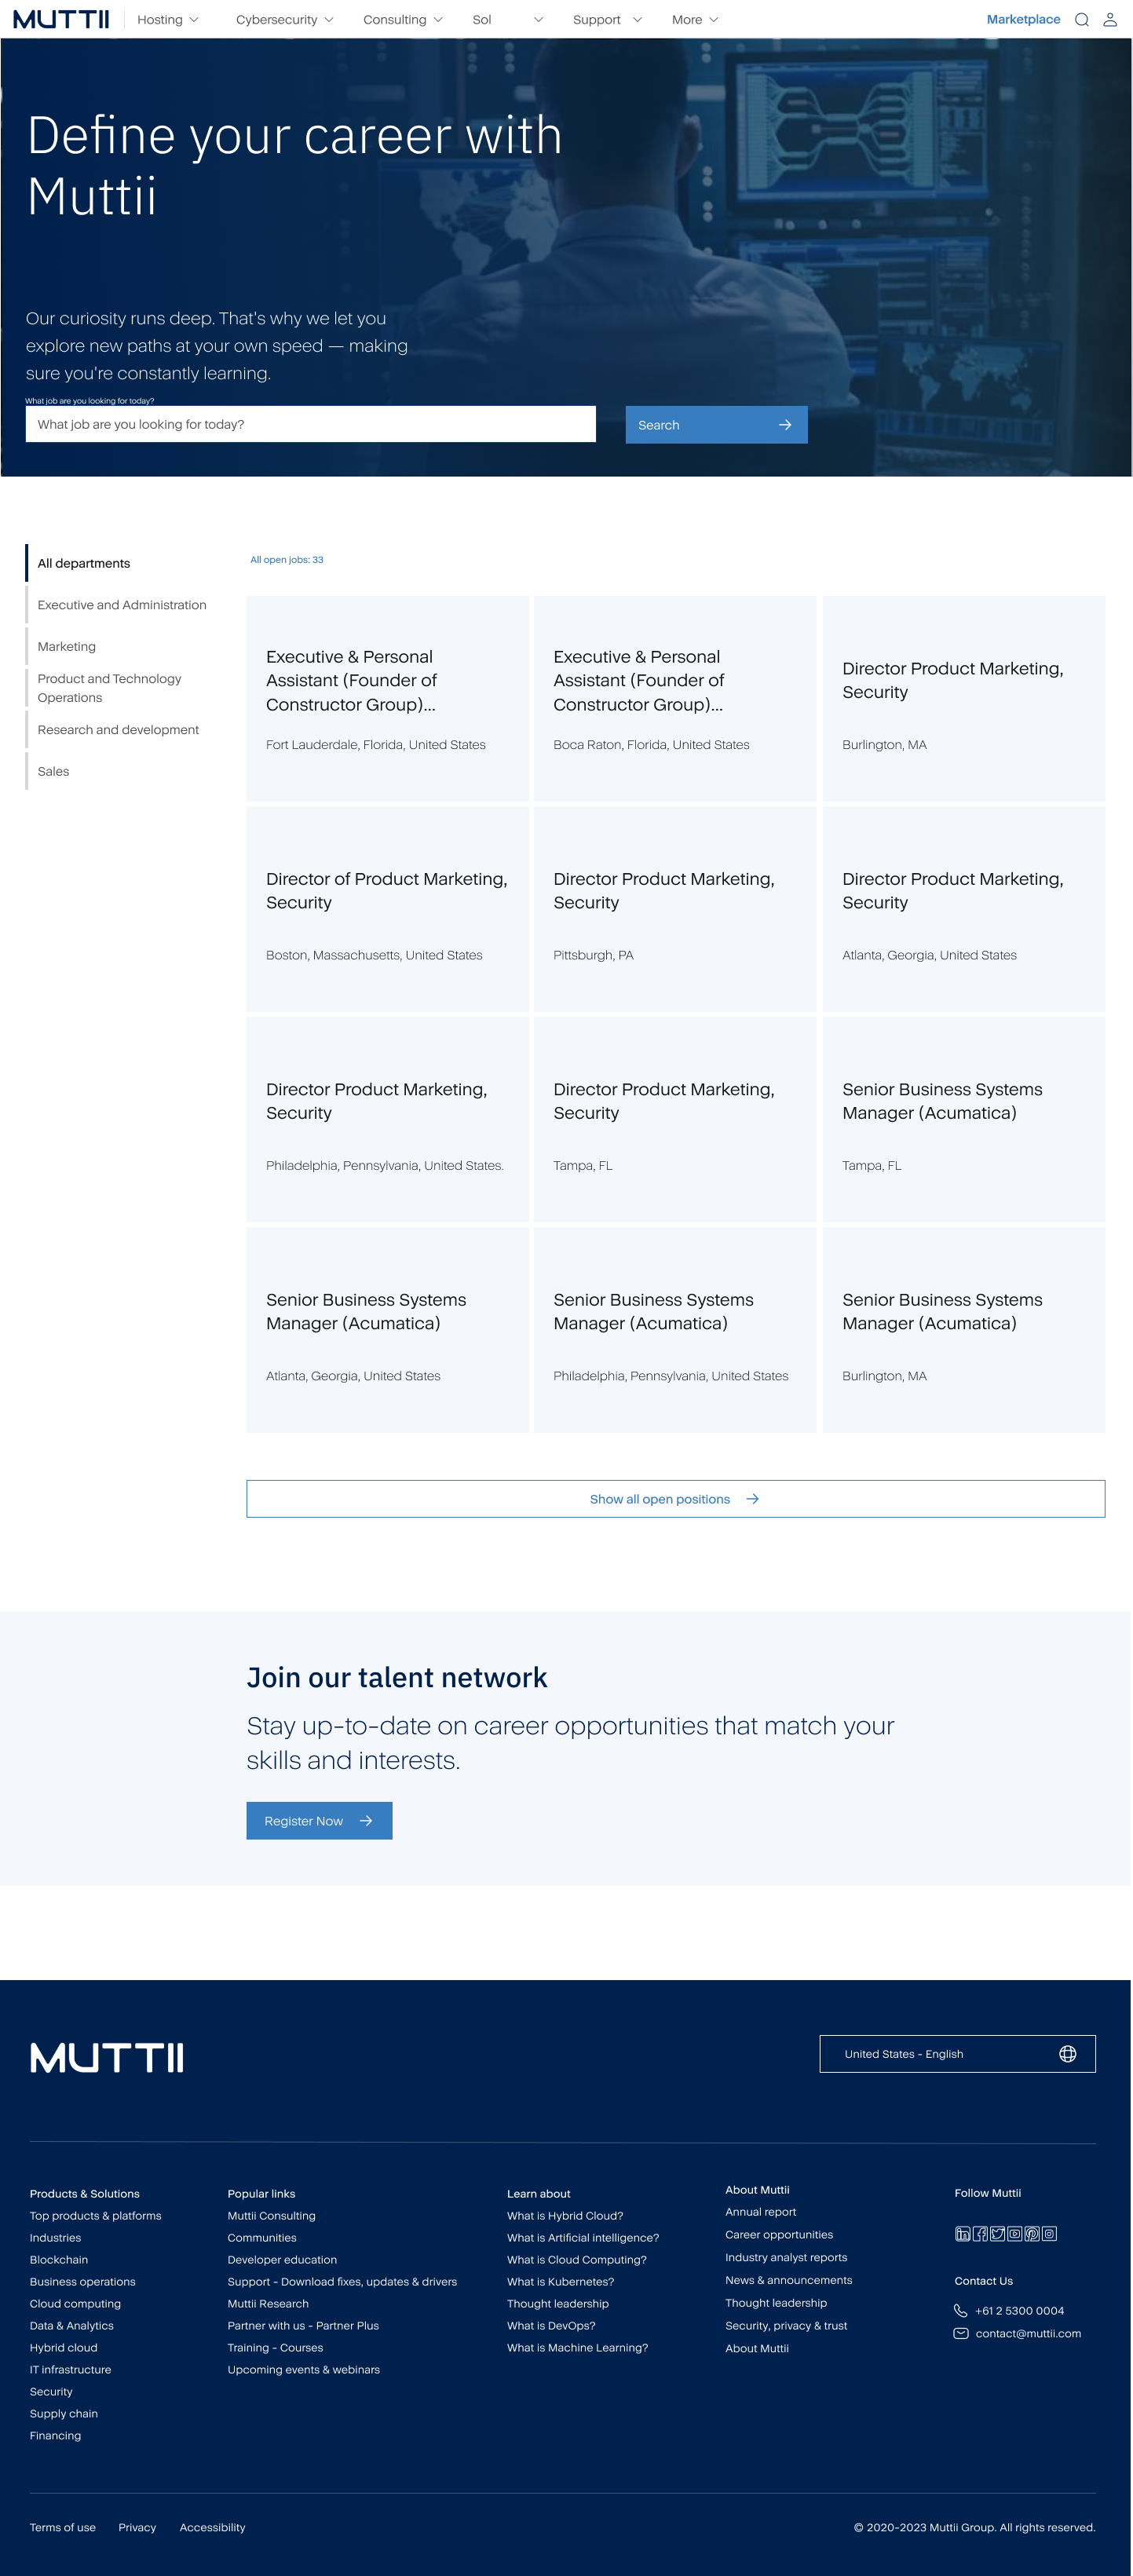 MUTTII
Hosting
Cybersecurity
Consulting
Sol
Support
More
Marketplace
Define your career with
Muttii
Our curiosity runs deep. That's why we let you
explore new paths at your own speed — making
sure you're constantly learning.
What job are you looking for today?
What job are you looking for today?
Search
All departments
Executive and Administration
Marketing
Product and Technology
Operations
Research and development
Sales
All open jobs: 33
Executive & Personal
Assistant (Founder of
Constructor Group)...
Fort Lauderdale, Florida, United States
Executive & Personal
Assistant (Founder of
Constructor Group)...
Boca Raton, Florida, United States
Director Product Marketing,
Security
Burlington, MA
Director of Product Marketing,
Security
Boston, Massachusetts, United States
Director Product Marketing,
Security
Pittsburgh, PA
Director Product Marketing,
Security
Atlanta, Georgia, United States
Director Product Marketing,
Security
Philadelphia, Pennsylvania, United States.
Director Product Marketing,
Security
Tampa, FL
Senior Business Systems
Manager (Acumatica)
Tampa, FL
Senior Business Systems
Manager (Acumatica)
Atlanta, Georgia, United States
Senior Business Systems
Manager (Acumatica)
Philadelphia, Pennsylvania, United States
Senior Business Systems
Manager (Acumatica)
Burlington, MA
Show all open positions
Join our talent network
Stay up-to-date on career opportunities that match your
skills and interests.
Register Now
MUTTII
United States - English
Products & Solutions
Top products & platforms
Industries
Blockchain
Business operations
Cloud computing
Data & Analytics
Hybrid cloud
IT infrastructure
Security
Supply chain
Financing
Popular links
Muttii Consulting
Communities
Developer education
Support - Download fixes, updates & drivers
Muttii Research
Partner with us - Partner Plus
Training - Courses
Upcoming events & webinars
Learn about
What is Hybrid Cloud?
What is Artificial intelligence?
What is Cloud Computing?
What is Kubernetes?
Thought leadership
What is DevOps?
What is Machine Learning?
About Muttii
Annual report
Career opportunities
Industry analyst reports
News & announcements
Thought leadership
Security, privacy & trust
About Muttii
Follow Muttii
Contact Us
+61 2 5300 0004
contact@muttii.com
Terms of use
Privacy
Accessibility
© 2020-2023 Muttii Group. All rights reserved.